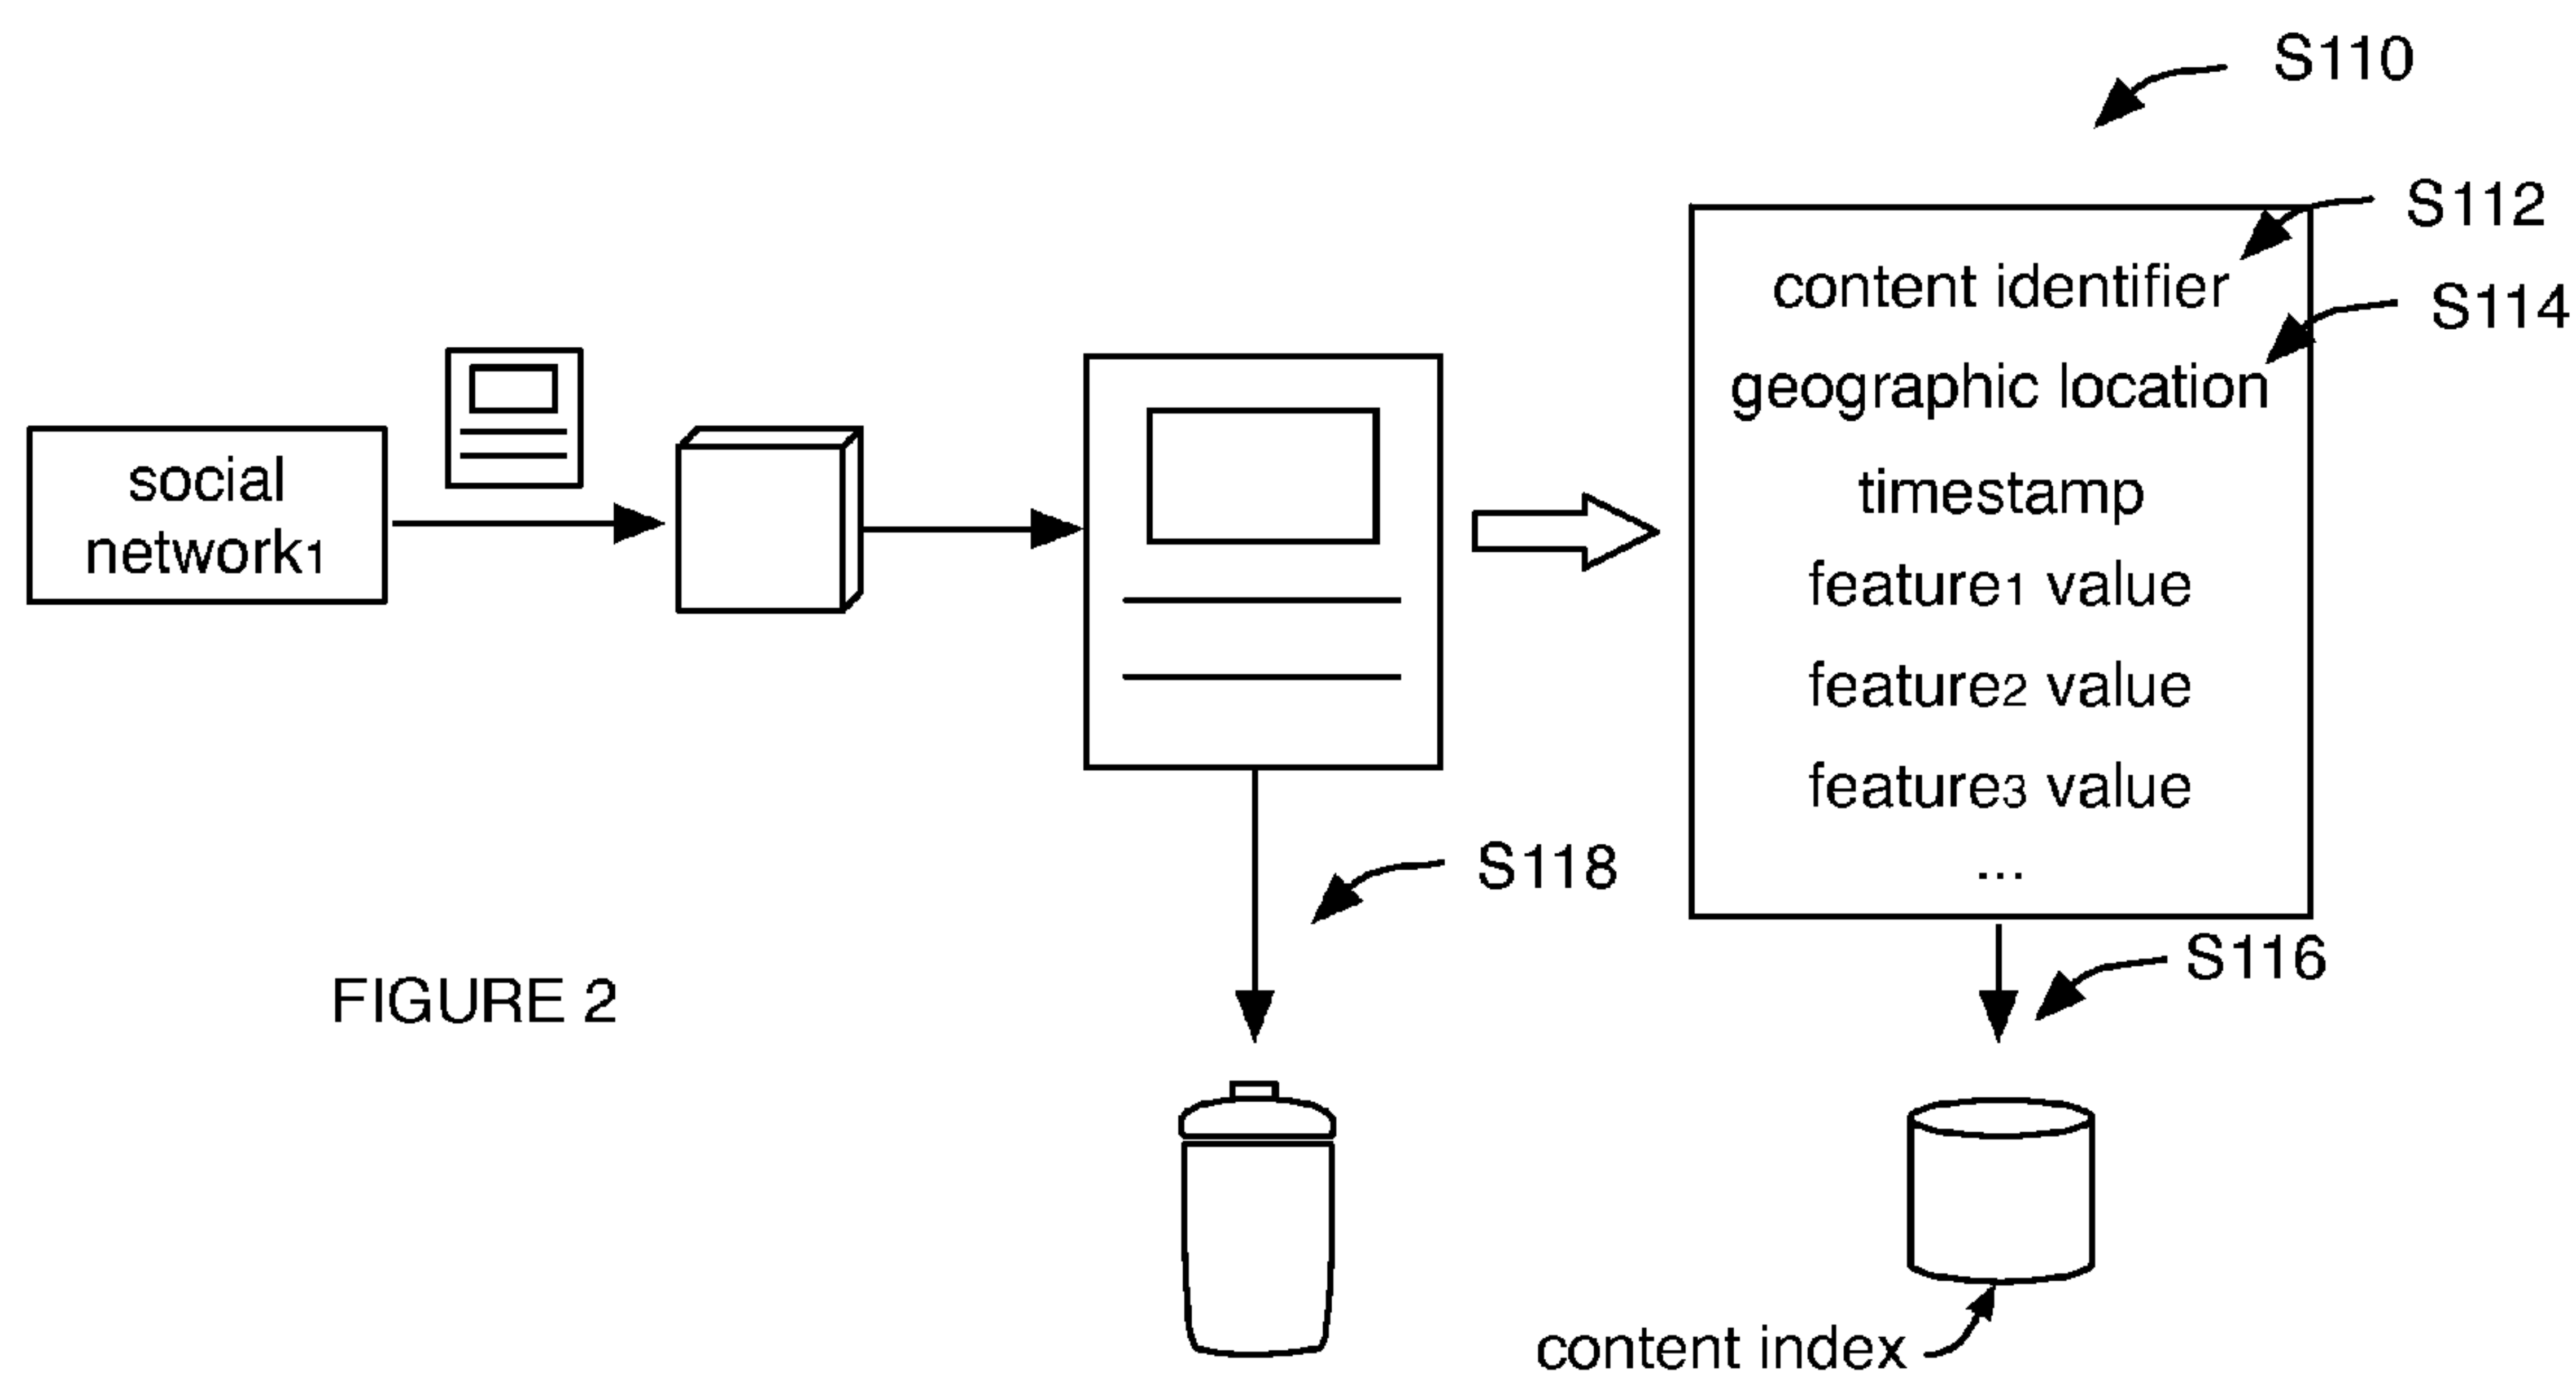 S110
S112
content identifier
S114
geographic location
social
network1
timestamp
feature1 value
feature2 value
feature3 value
...
S118
S116
FIGURE 2
content index